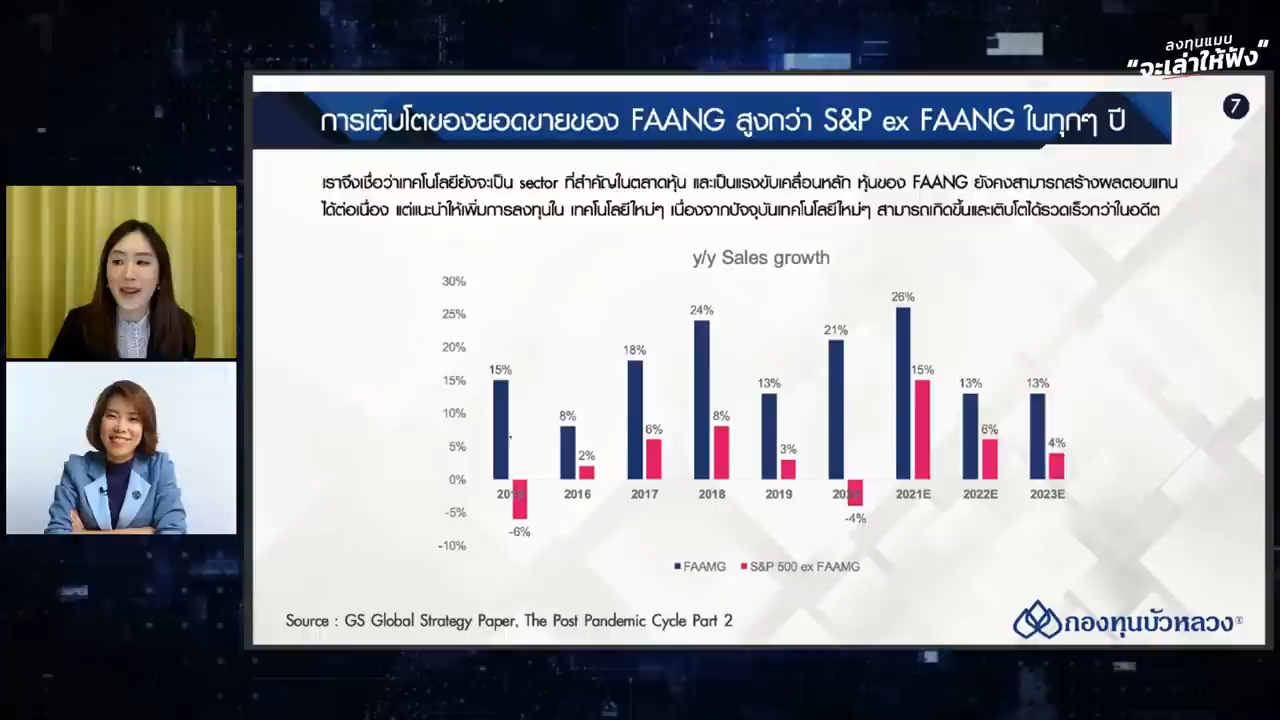 ลงทุนแมน
"จะเล่าให้ฟัง"
7
การเติบโตของยอดขายของ FAANG สูงกว่า S&P ex FAANG ในทุกๆ ปี
เราจึงเชื่อว่าเทคโนโลยียังจะเป็น sector ที่สำคัญในตลาดหุ้น และเป็นแรงขับเคลื่อนหลัก หุ้นของ FAANG ยังคงสามารถสร้างผลตอบแทน
ได้ต่อเนื่อง แต่แนะนำให้เพิ่มการลงทุนใน เทคโนโลยีใหม่ๆ เนื่องจากปัจจุบันเทคโนโลยีใหม่ๆ สามารถเกิดขึ้นและเติบโตได้รวดเร็วกว่าในอดีต
y/y Sales growth
30%
25%
20%
15%
10%
5%
0%
-5%
-10%
15%
-6%
8%
2%
18%
6%
24%
8%
13%
3%
21%
-4%
26%
15%
13%
6%
13%
4%
2016
2017
2018
2019
2021E
2022E
2023E
FAAMG
S&P 500 ex FAAMG
Source : GS Global Strategy Paper, The Post Pandemic Cycle Part 2
กองทุนบัวหลวง®